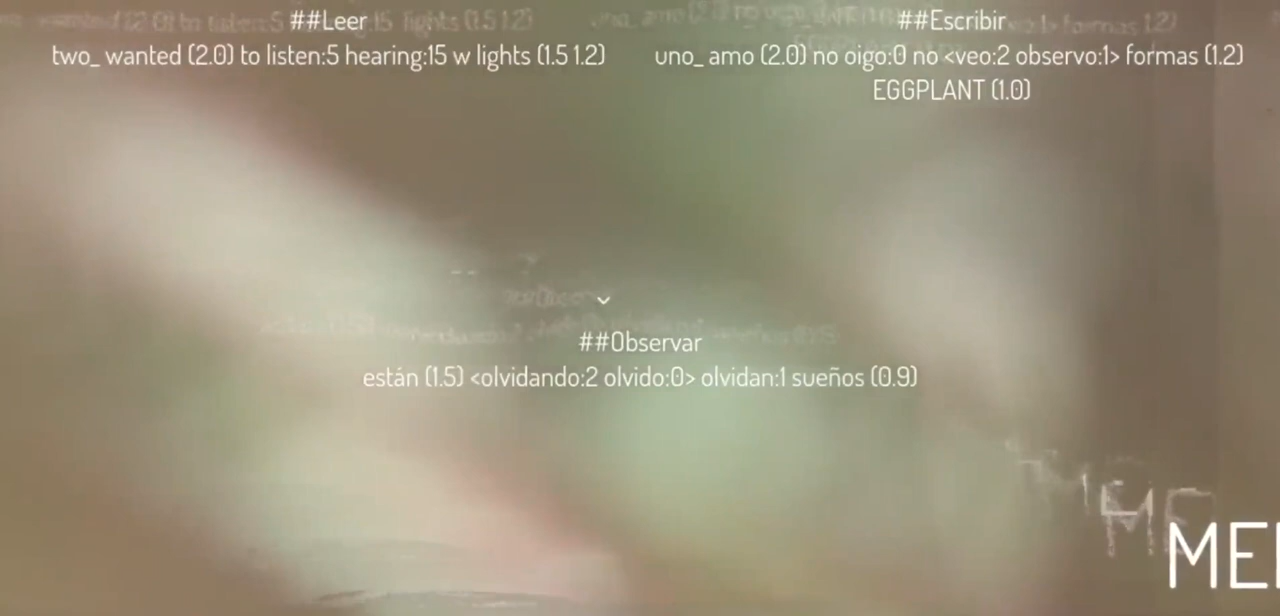 ##Leer
two_ wanted (2.0) to listen:5 hearing:15 w lights (1.5 1.2)
##Escribir
uno_ amo (2.0) no oigo:0 no <veo:2 observo:1> formas (1.2)
EGGPLANT (1.0)
##Observar
están (1.5) <olvidando:2 olvido:0> olvidan:1 sueños (0.9)